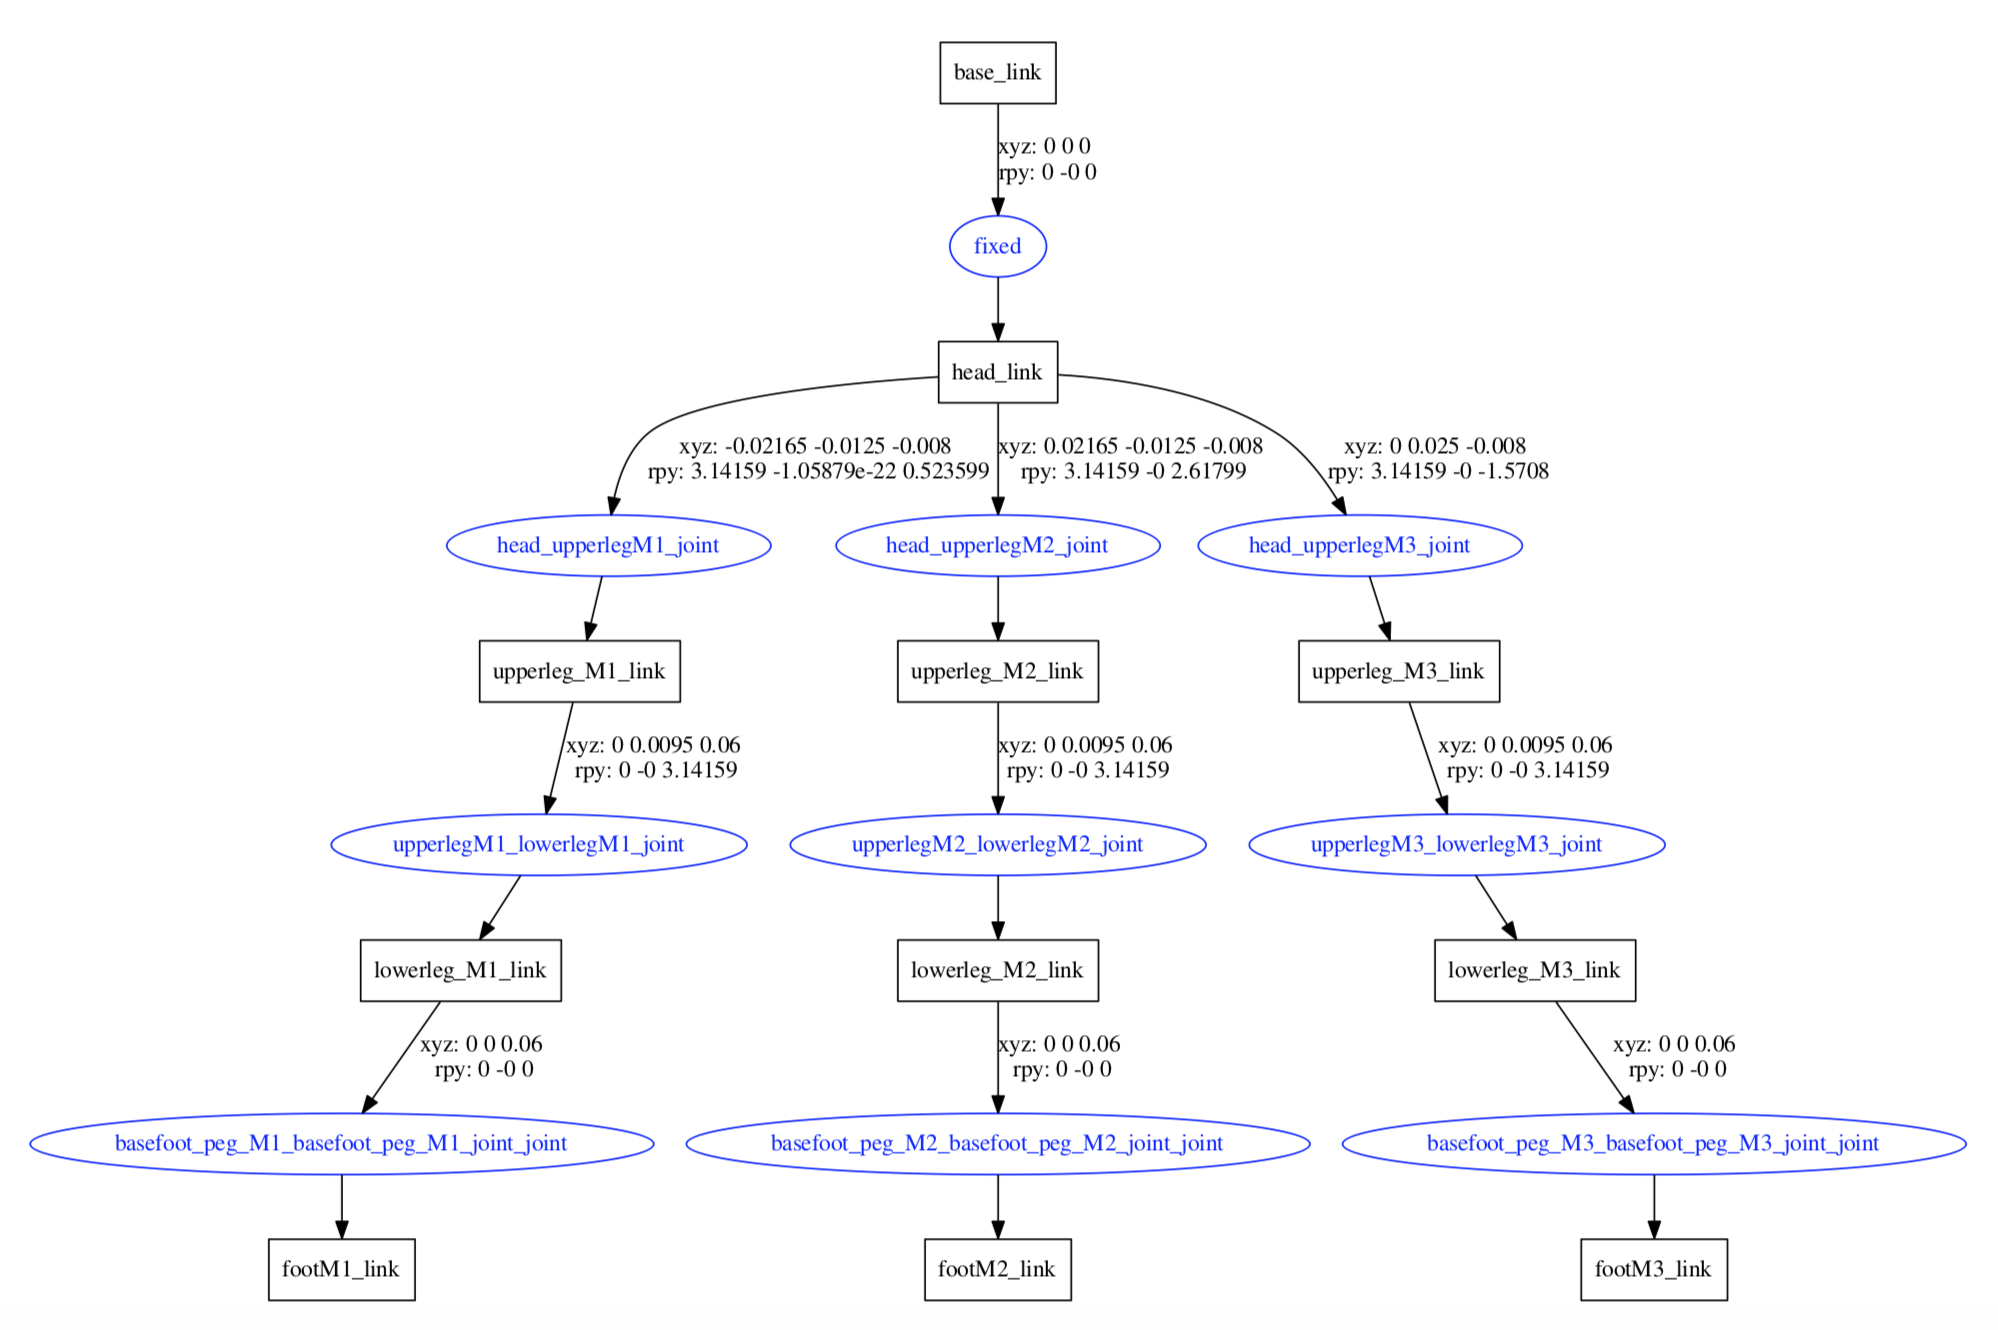 base_link
xyz: 0 0 0
rpy: 0 -0 0
fixed
head_link
xyz: -0.02165 -0.0125 -0.008
rpy: 3.14159 -1.05879e-22 0.523599
xyz: 0.02165 -0.0125 -0.008
rpy: 3.14159 -0 2.61799
xyz: 0 0.025 -0.008
rpy: 3.14159 -0 -1.5708
head_upperlegM1_joint
head_upperlegM2_joint
head_upperlegM3_joint
upperleg_M1_link
upperleg_M2_link
upperleg_M3_link
xyz: 0 0.0095 0.06
rpy: 0 -0 3.14159
xyz: 0 0.0095 0.06
rpy: 0 -0 3.14159
xyz: 0 0.0095 0.06
rpy: 0 -0 3.14159
upperlegM1_lowerlegM1_joint
upperlegM2_lowerlegM2_joint
upperlegM3_lowerlegM3_joint
lowerleg_M1_link
lowerleg_M2_link
lowerleg_M3_link
xyz: 0 0 0.06
rpy: 0 -0 0
xyz: 0 0 0.06
rpy: 0 -0 0
xyz: 0 0 0.06
rpy: 0 -0 0
basefoot_peg_M1_basefoot_peg_M1_joint_joint
basefoot_peg_M2_basefoot_peg_M2_joint_joint
basefoot_peg_M3_basefoot_peg_M3_joint_joint
footM1_link
footM2_link
footM3_link